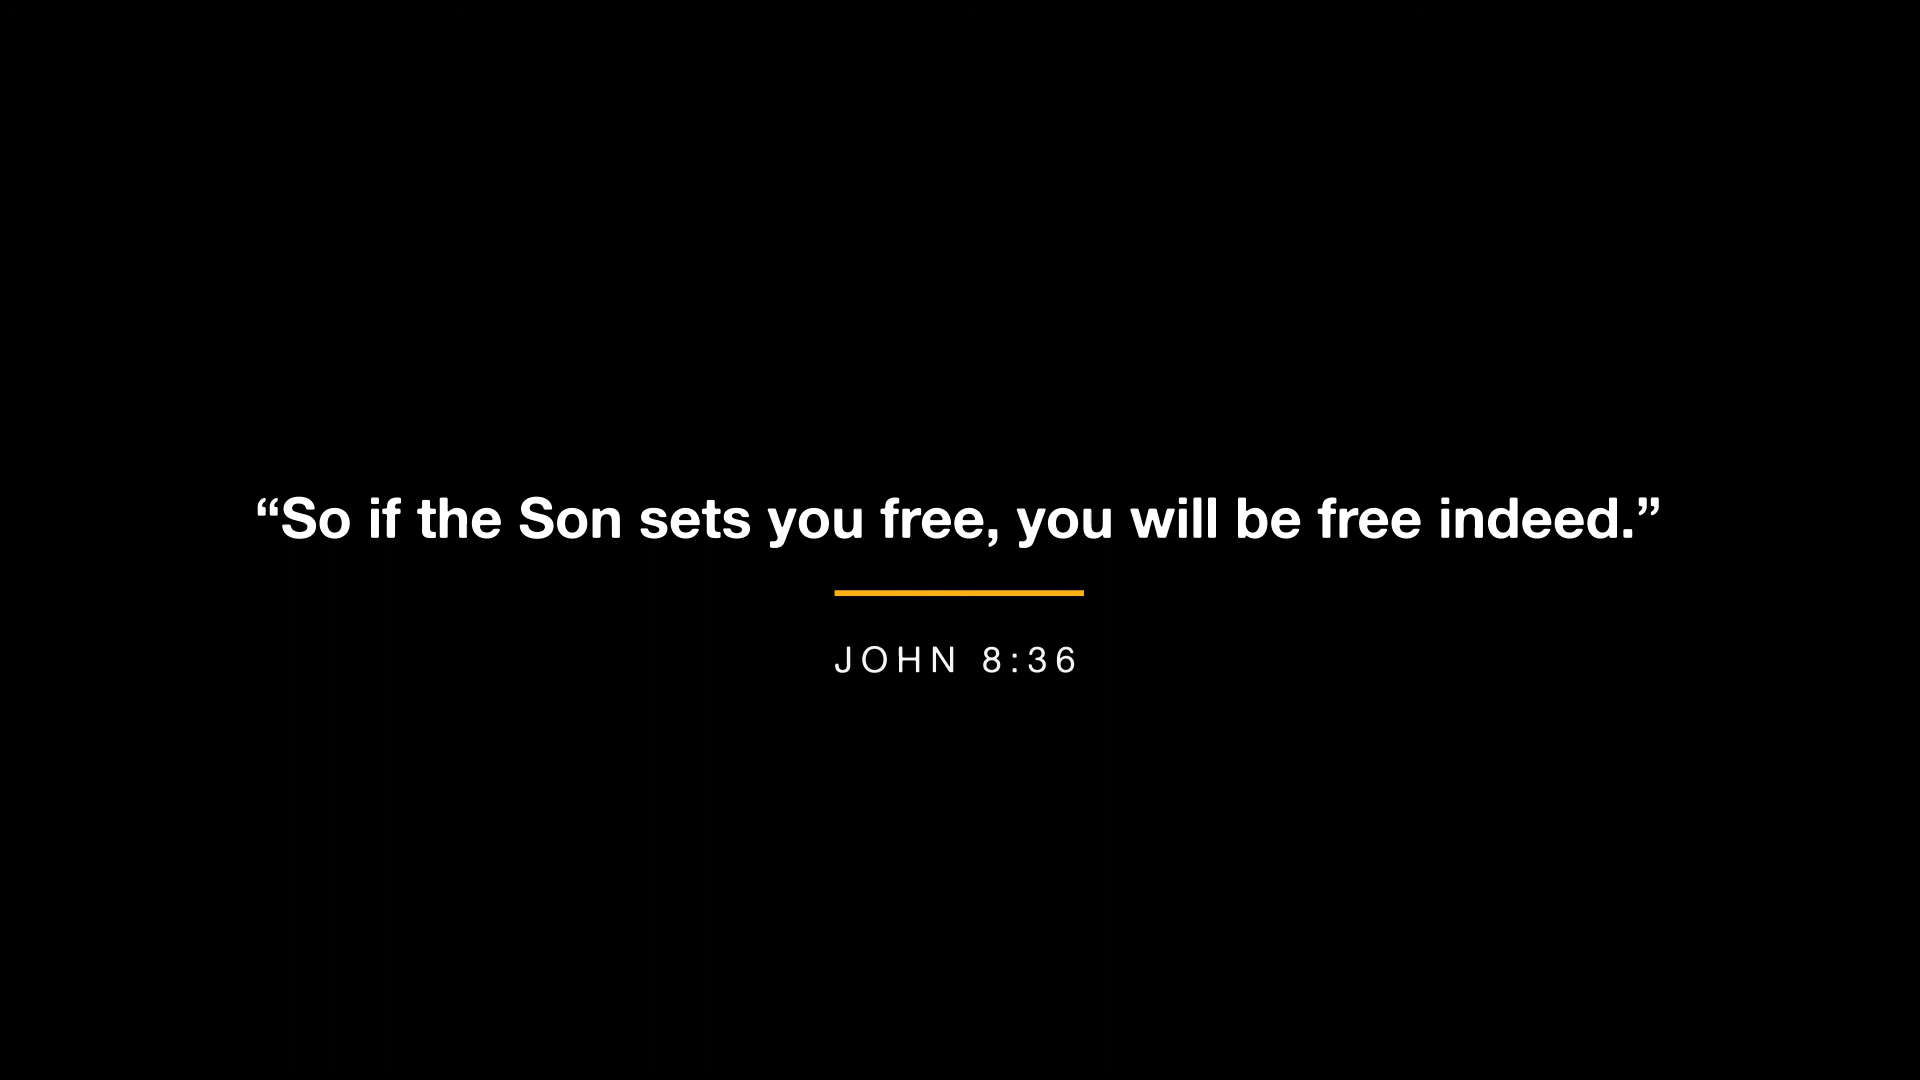 “So if the Son sets you free, you will be free indeed.”
JOHN 8:36